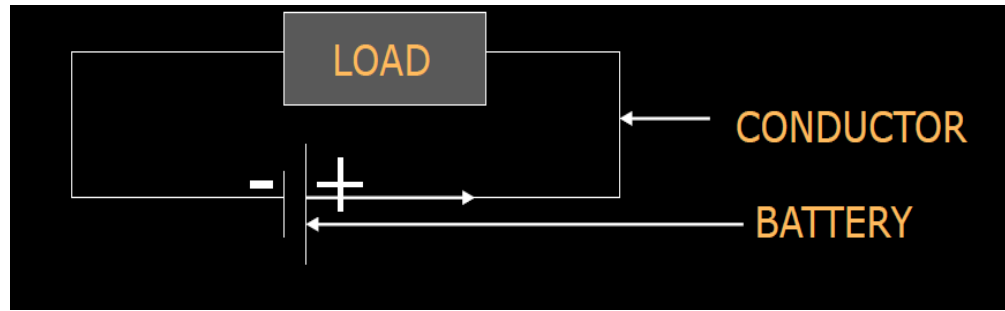 LOAD
CONDUCTOR
- +
BATTERY